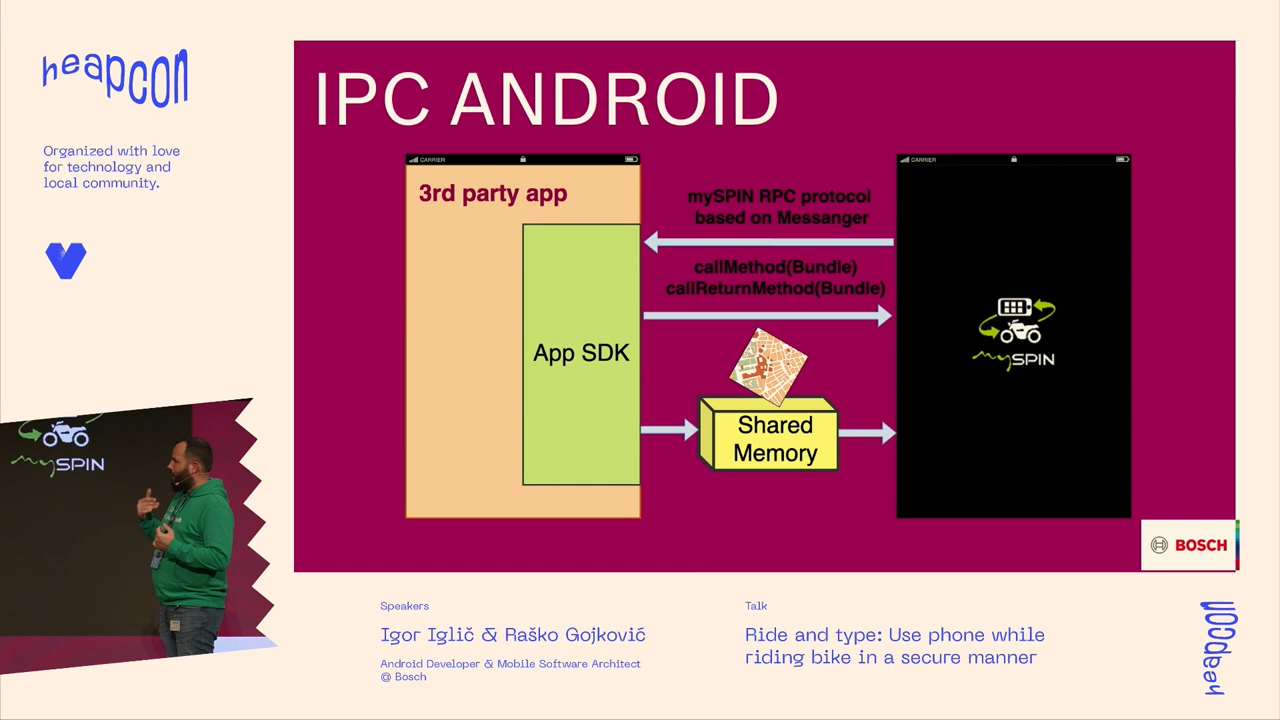 heapcon
Organized with love
for technology and
local community.
IPC ANDROID
CARRIER
3rd party app
App SDK
mySPIN RPC protocol
based on Messanger
callMethod(Bundle)
callReturnMethod(Bundle)
Shared
Memory
CARRIER
mySPIN
BOSCH
mySPIN
Speakers
Igor Iglič & Raško Gojković
Android Developer & Mobile Software Architect
@ Bosch
Talk
Ride and type: Use phone while
riding bike in a secure manner
heapcon